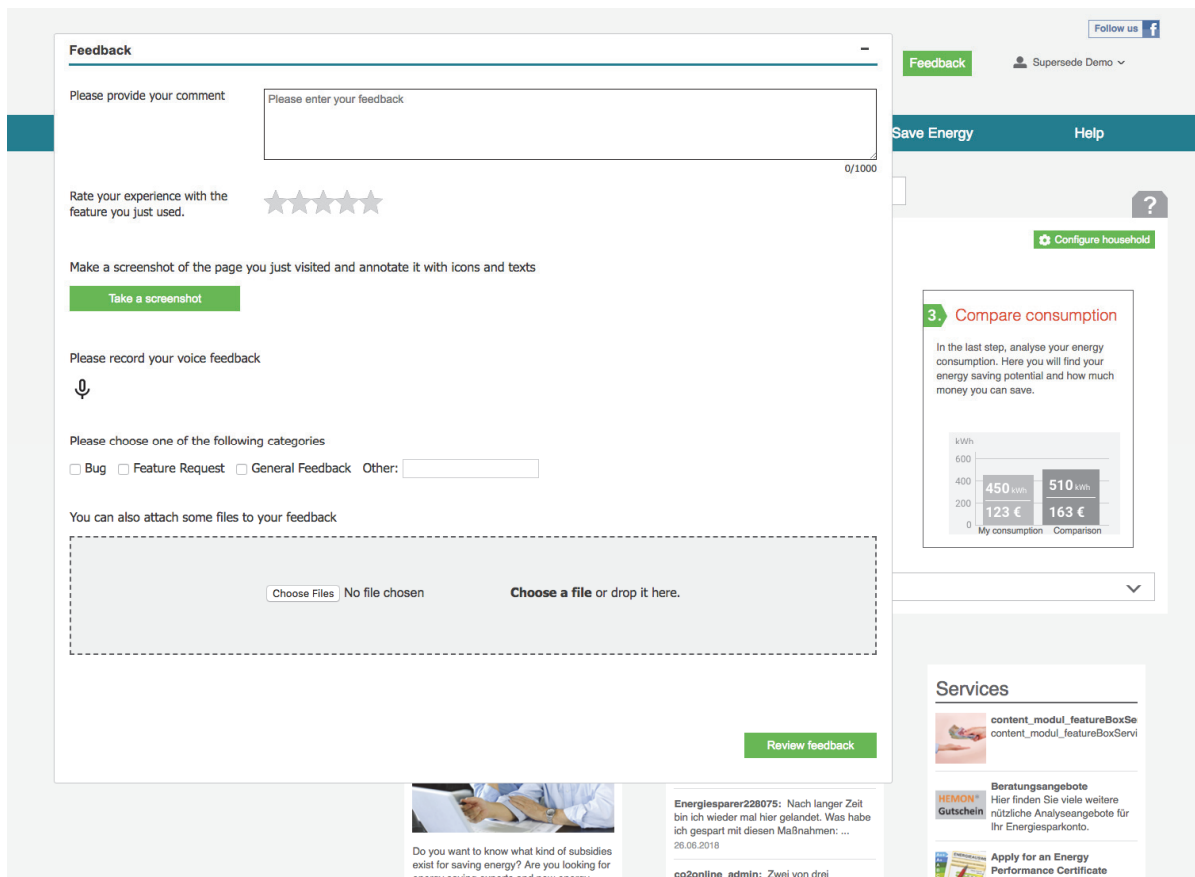 Follow us f
Feedback
−
Feedback
Supersede Demo
Please provide your comment
Please enter your feedback
0/1000
Save Energy
Help
Rate your experience with the
feature you just used.
?
Configure household
Make a screenshot of the page you just visited and annotate it with icons and texts
Take a screenshot
3. Compare consumption
In the last step, analyse your energy
consumption. Here you will find your
energy saving potential and how much
money you can save.
Please record your voice feedback
kWh
600
400
200
0
450 kWh
123 €
510 kWh
163 €
My consumption
Comparison
Please choose one of the following categories
Bug Feature Request General Feedback Other:
You can also attach some files to your feedback
Choose Files No file chosen
Choose a file or drop it here.
Review feedback
Services
content_modul_featureBoxSe
content_modul_featureBoxServi
HEMON®
Gutschein
Beratungsangebote
Hier finden Sie viele weitere
nützliche Analyseangebote für
Ihr Energiesparkonto.
Apply for an Energy
Performance Certificate
Energiesparer228075: Nach langer Zeit
bin ich wieder mal hier gelandet. Was habe
ich gespart mit diesen Maßnahmen: ...
26.06.2018
co2online_admin: Zwei von drei
Do you want to know what kind of subsidies
exist for saving energy? Are you looking for